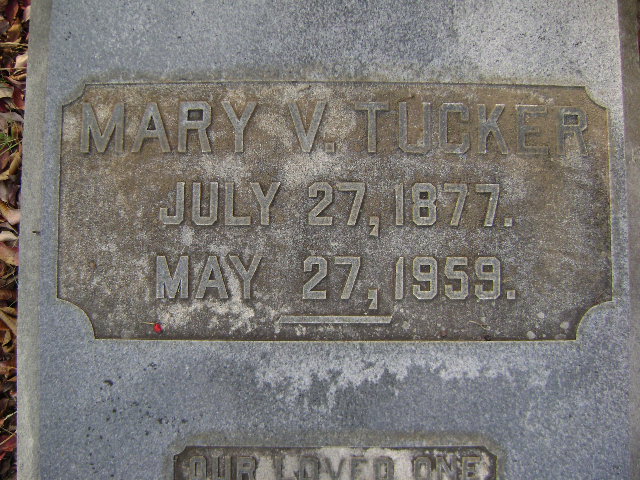 MARY V. TUCKER
JULY 27, 1877.
MAY 27, 1959.
OUR LOVED ONE